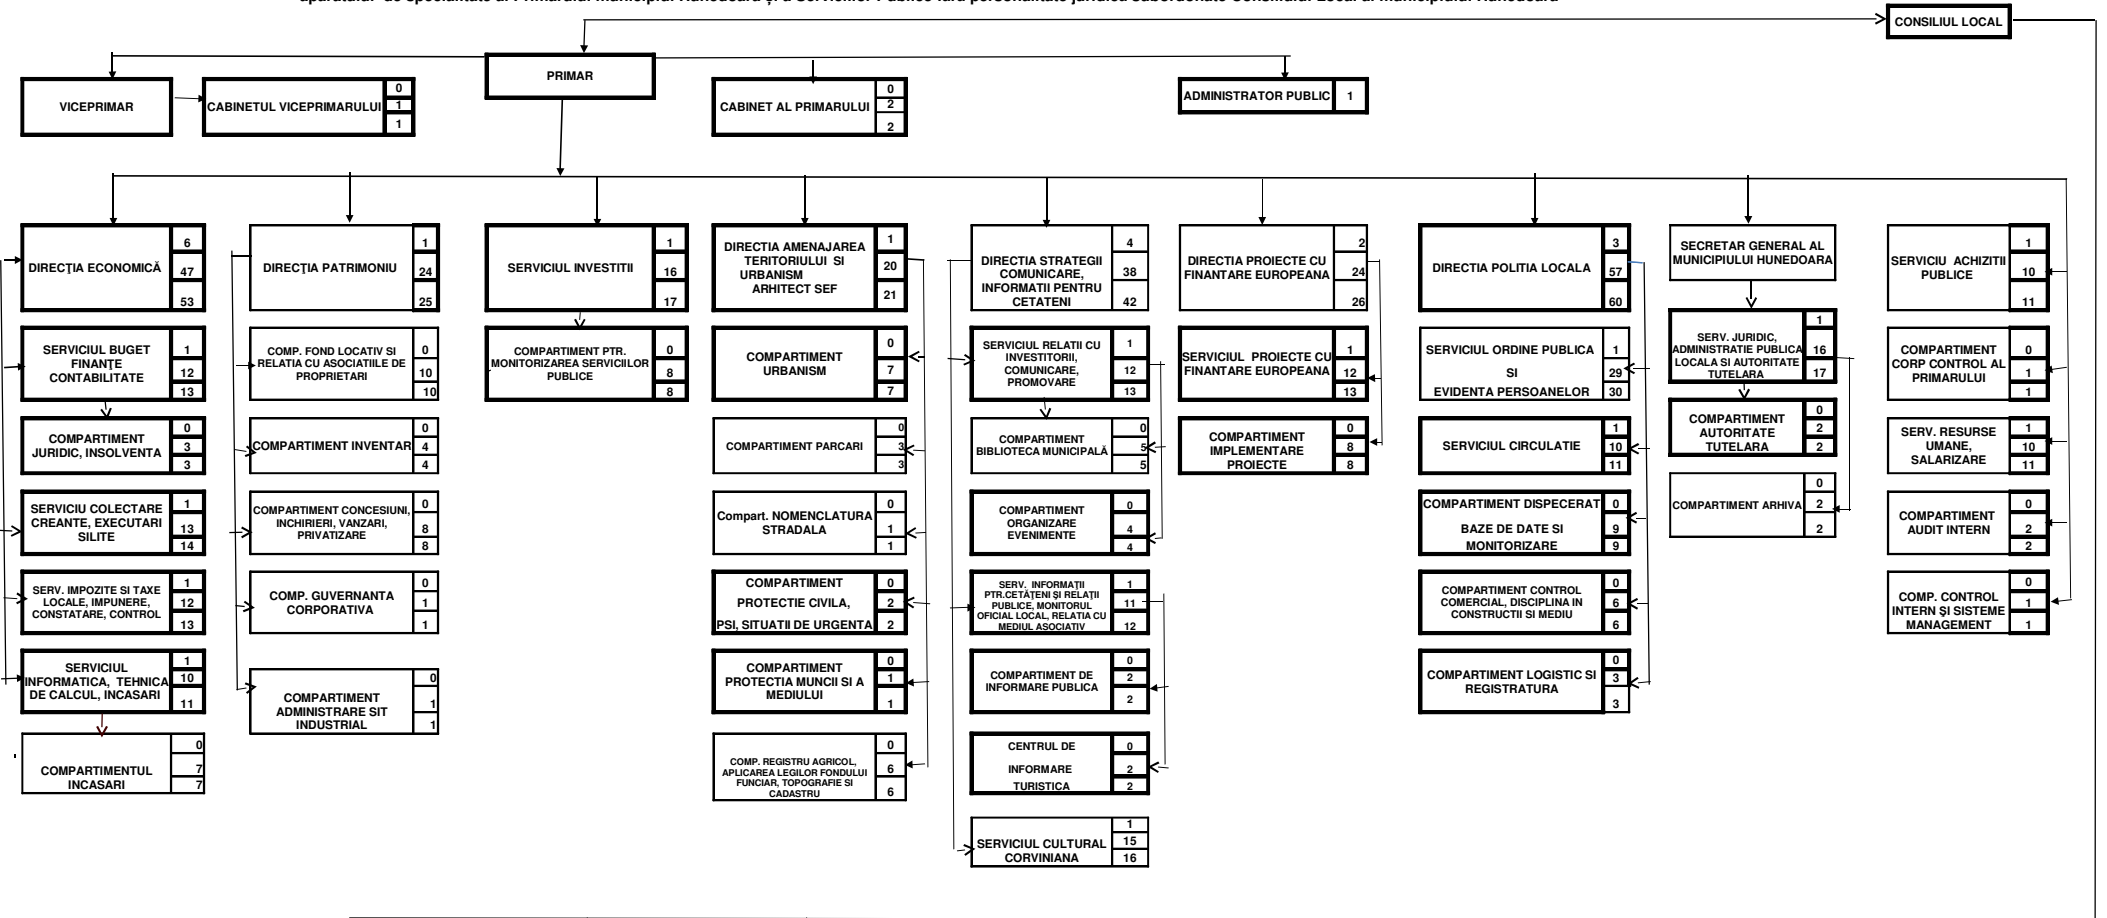 CONSILIUL LOCAL
PRIMAR
VICEPRIMAR
CABINETUL VICEPRIMARULUI
0
1
1
CABINET AL PRIMARULUI
0
2
2
ADMINISTRATOR PUBLIC
1
DIRECŢIA ECONOMICĂ
6
47
53
SERVICIUL BUGET
FINANŢE
CONTABILITATE
1
12
13
COMPARTIMENT
JURIDIC, INSOLVENTA
0
3
3
SERVICIU COLECTARE
CREANTE, EXECUTARI
SILITE
1
13
14
SERV. IMPOZITE SI TAXE
LOCALE, IMPUNERE,
CONSTATARE, CONTROL
1
12
13
SERVICIUL
INFORMATICA, TEHNICA
DE CALCUL, INCASARI
1
10
11
COMPARTIMENTUL
INCASARI
0
7
7
DIRECŢIA PATRIMONIU
1
24
25
COMP. FOND LOCATIV SI
RELATIA CU ASOCIATIILE DE
PROPRIETARI
0
10
10
COMPARTIMENT INVENTAR
0
4
4
COMPARTIMENT CONCESIUNI,
INCHIRIERI, VANZARI,
PRIVATIZARE
0
8
8
COMP. GUVERNANTA
CORPORATIVA
0
1
1
COMPARTIMENT
ADMINISTRARE SIT
INDUSTRIAL
0
1
1
SERVICIUL INVESTITII
1
16
17
COMPARTIMENT PTR.
MONITORIZAREA SERVICIILOR
PUBLICE
0
8
8
DIRECTIA AMENAJAREA
TERITORIULUI SI
URBANISM
ARHITECT SEF
1
20
21
COMPARTIMENT
URBANISM
0
7
7
COMPARTIMENT PARCARI
0
3
3
Compart. NOMENCLATURA
STRADALA
0
1
1
COMPARTIMENT
PROTECTIE CIVILA,
PSI, SITUATII DE URGENTA
0
2
2
COMPARTIMENT
PROTECTIA MUNCII SI A
MEDIULUI
0
1
1
COMP. REGISTRU AGRICOL,
APLICAREA LEGILOR FONDULUI
FUNCIAR, TOPOGRAFIE SI
CADASTRU
0
6
6
DIRECTIA STRATEGII
COMUNICARE,
INFORMATII PENTRU
CETATENI
4
38
42
SERVICIUL RELATII CU
INVESTITORII,
COMUNICARE,
PROMOVARE
1
12
13
COMPARTIMENT
BIBLIOTECA MUNICIPALĂ
0
5
5
COMPARTIMENT
ORGANIZARE
EVENIMENTE
0
4
4
SERV. INFORMAŢII
PTR.CETĂŢENI ŞI RELAŢII
PUBLICE, MONITORUL
OFICIAL LOCAL, RELATIA CU
MEDIUL ASOCIATIV
1
11
12
COMPARTIMENT DE
INFORMARE PUBLICA
0
2
2
CENTRUL DE
INFORMARE
TURISTICA
0
2
2
SERVICIUL CULTURAL
CORVINIANA
1
15
16
DIRECTIA PROIECTE CU
FINANTARE EUROPEANA
2
24
26
SERVICIUL PROIECTE CU
FINANTARE EUROPEANA
1
12
13
COMPARTIMENT
IMPLEMENTARE
PROIECTE
0
8
8
DIRECTIA POLITIA LOCALA
3
57
60
SERVICIUL ORDINE PUBLICA
SI
EVIDENTA PERSOANELOR
1
29
30
SERVICIUL CIRCULATIE
1
10
11
COMPARTIMENT DISPECERAT
BAZE DE DATE SI
MONITORIZARE
0
9
9
COMPARTIMENT CONTROL
COMERCIAL, DISCIPLINA IN
CONSTRUCTII SI MEDIU
0
6
6
COMPARTIMENT LOGISTIC SI
REGISTRATURA
0
3
3
SECRETAR GENERAL AL
MUNICIPIULUI HUNEDOARA
SERV. JURIDIC,
ADMINISTRATIE PUBLICA
LOCALA SI AUTORITATE
TUTELARA
1
16
17
COMPARTIMENT
AUTORITATE
TUTELARA
0
2
2
COMPARTIMENT ARHIVA
0
2
2
SERVICIU ACHIZITII
PUBLICE
1
10
11
COMPARTIMENT
CORP CONTROL AL
PRIMARULUI
0
1
1
SERV. RESURSE
UMANE,
SALARIZARE
1
10
11
COMPARTIMENT
AUDIT INTERN
0
2
2
COMP. CONTROL
INTERN ŞI SISTEME
MANAGEMENT
0
1
1